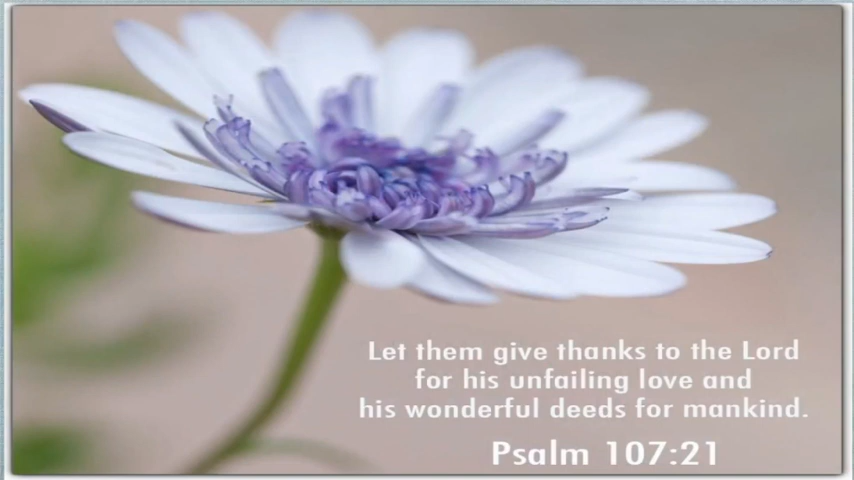 Let them give thanks to the Lord
for his unfailing love and
his wonderful deeds for mankind.
Psalm 107:21